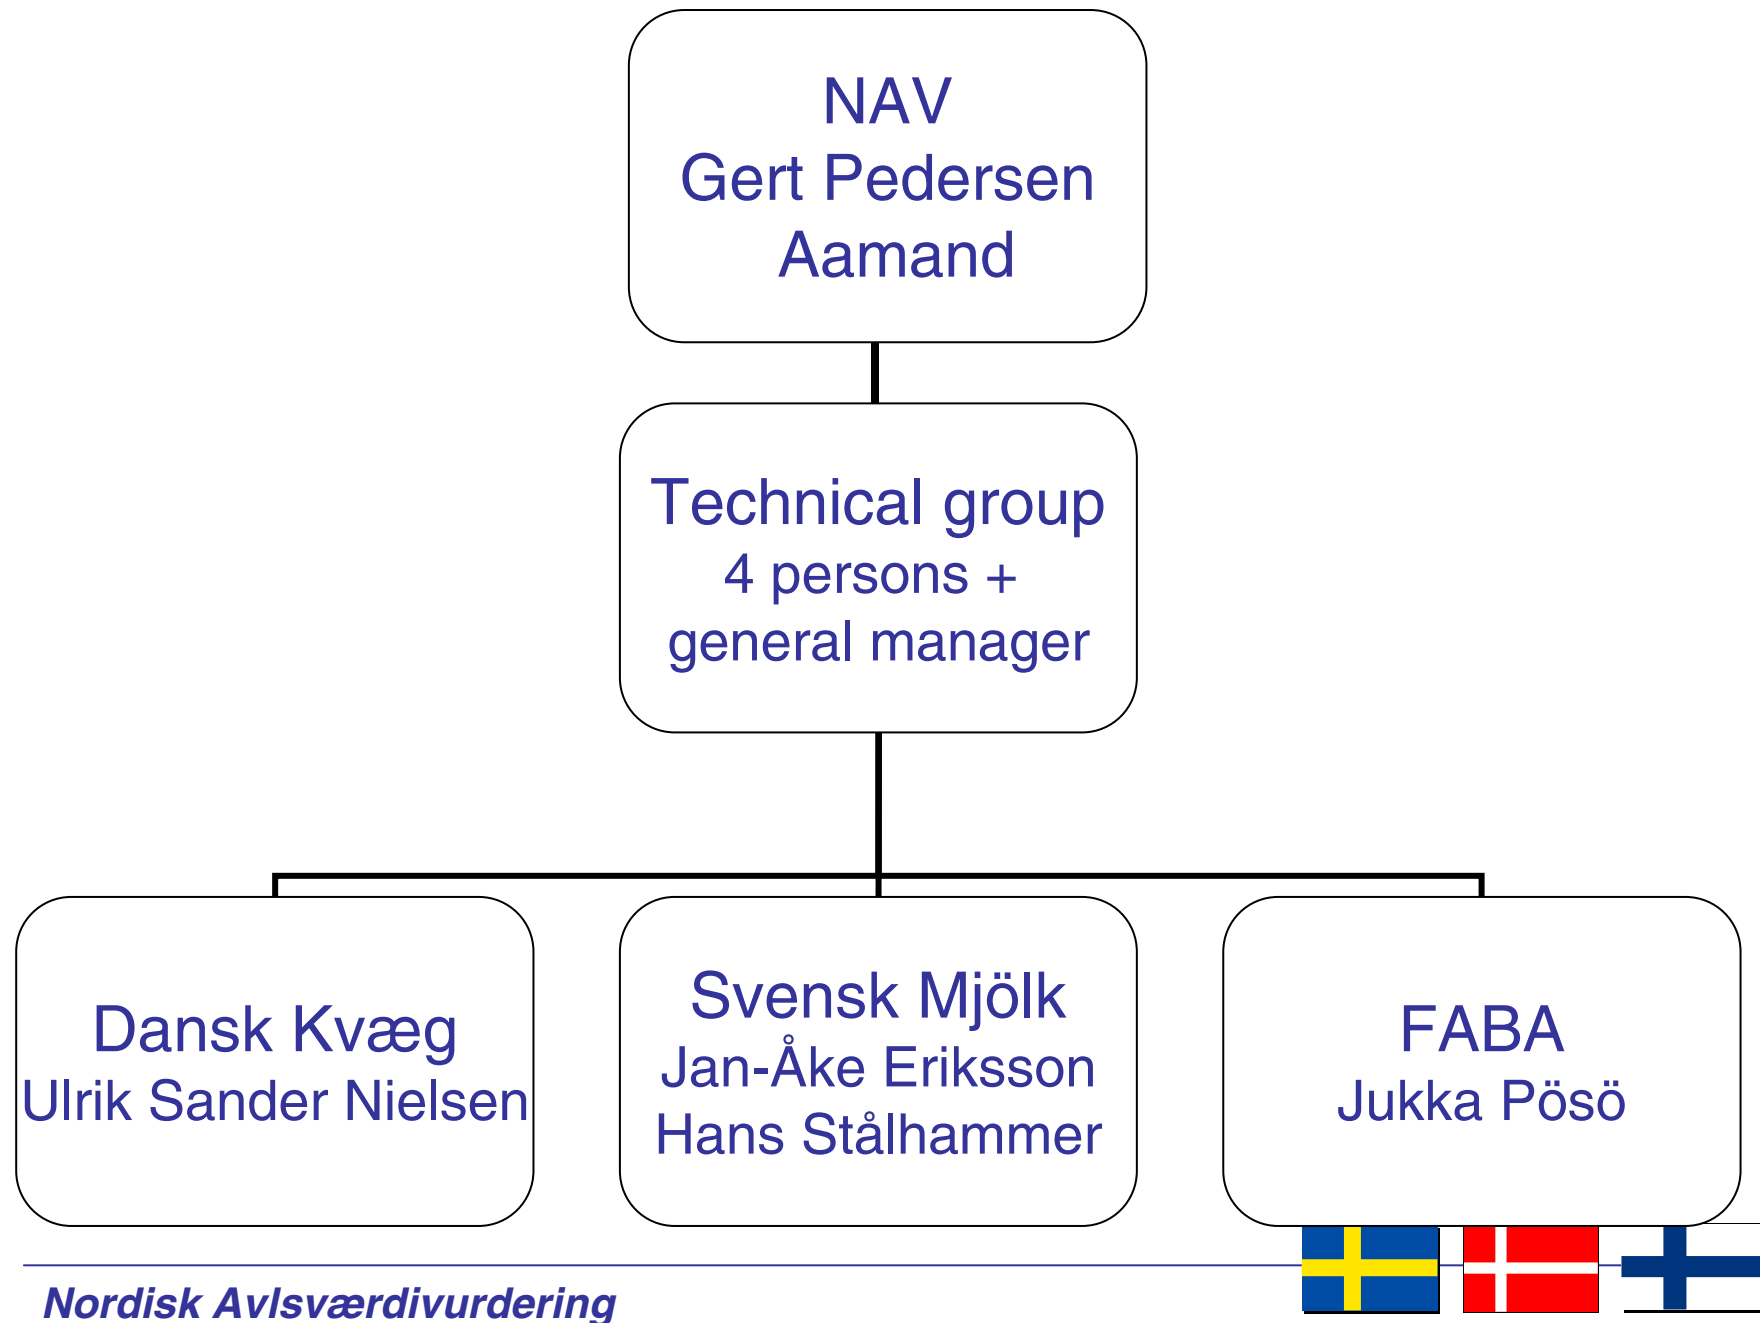 NAV
Gert Pedersen
Aamand
Technical group
4 persons +
general manager
Dansk Kvæg
Ulrik Sander Nielsen
Svensk Mjölk
Jan-Åke Eriksson
Hans Stålhammer
FABA
Jukka Pösö
Nordisk Avlsværdivurdering